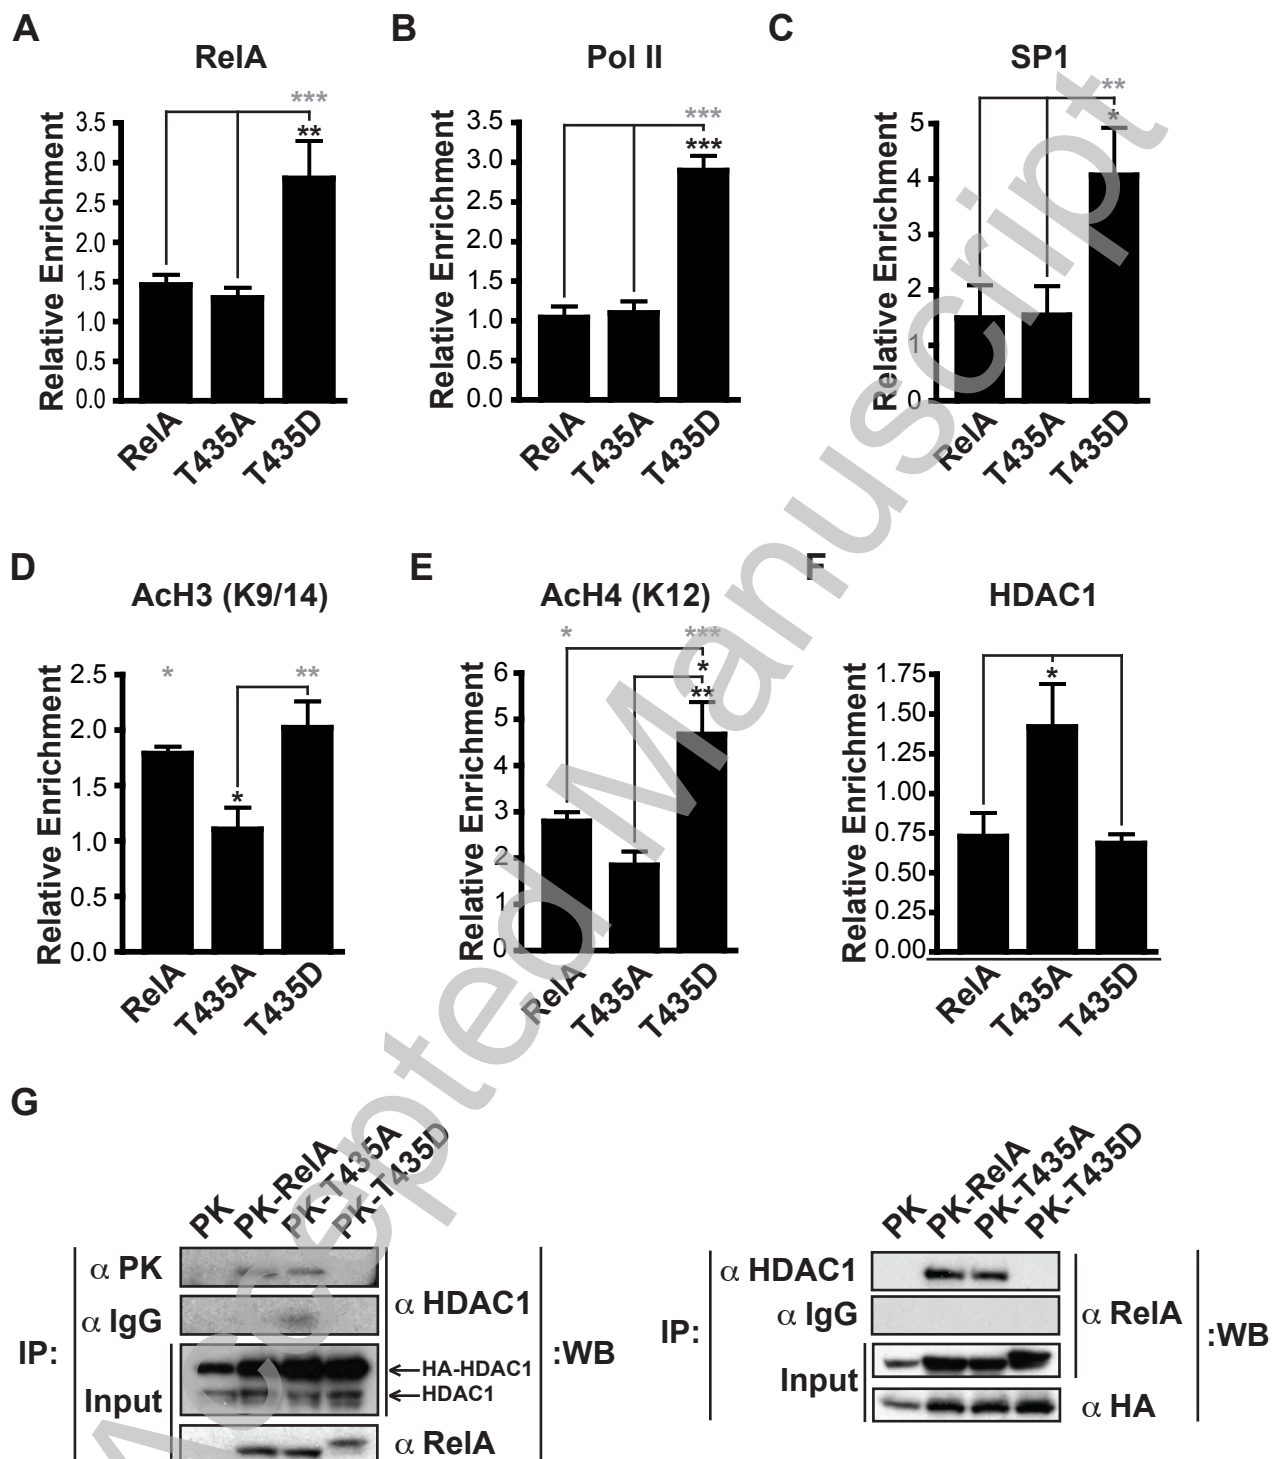 A
RelA
***
**
Relative Enrichment
3.5
3.0
2.5
2.0
1.5
1.0
0.5
0.0
RelA
T435A
T435D
B
Pol II
***
***
Relative Enrichment
3.5
3.0
2.5
2.0
1.5
1.0
0.5
0.0
RelA
T435A
T435D
C
SP1
**
*
Relative Enrichment
5
4
3
2
1
0
RelA
T435A
T435D
D
AcH3 (K9/14)
*
**
*
Relative Enrichment
2.5
2.0
1.5
1.0
0.5
0.0
RelA
T435A
T435D
E
AcH4 (K12)
*
***
*
**
Relative Enrichment
6
5
4
3
2
1
0
RelA
T435A
T435D
F
HDAC1
*
Relative Enrichment
1.75
1.50
1.25
1.00
0.75
0.50
0.25
0.00
RelA
T435A
T435D
G
PK
PK-RelA
PK-T435A
PK-T435D
IP:
α PK
α IgG
Input
α HDAC1
HA-HDAC1
HDAC1
α RelA
:WB
PK
PK-RelA
PK-T435A
PK-T435D
IP:
α HDAC1
α IgG
Input
α RelA
α HA
:WB
Accepted Manuscript